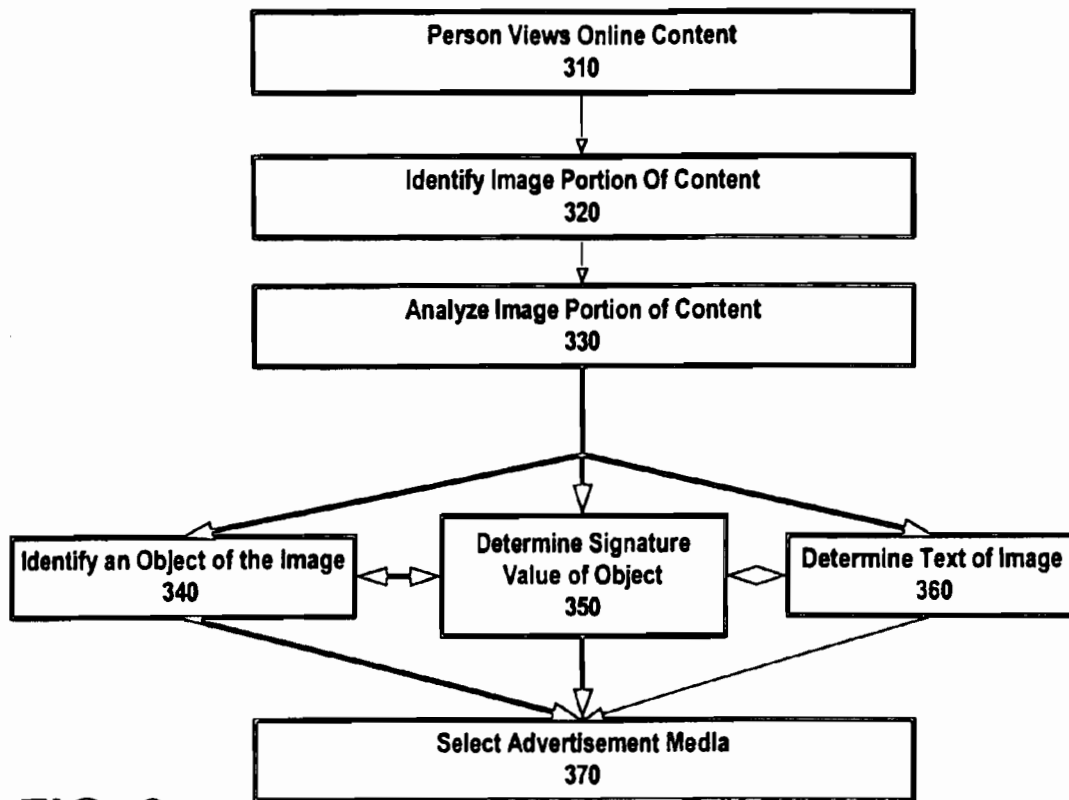 Person Views Online Content
310
Identify Image Portion Of Content
320
Analyze Image Portion of Content
330
Identify an Object of the Image
340
Determine Signature
Value of Object
350
Determine Text of Image
360
Select Advertisement Media
370